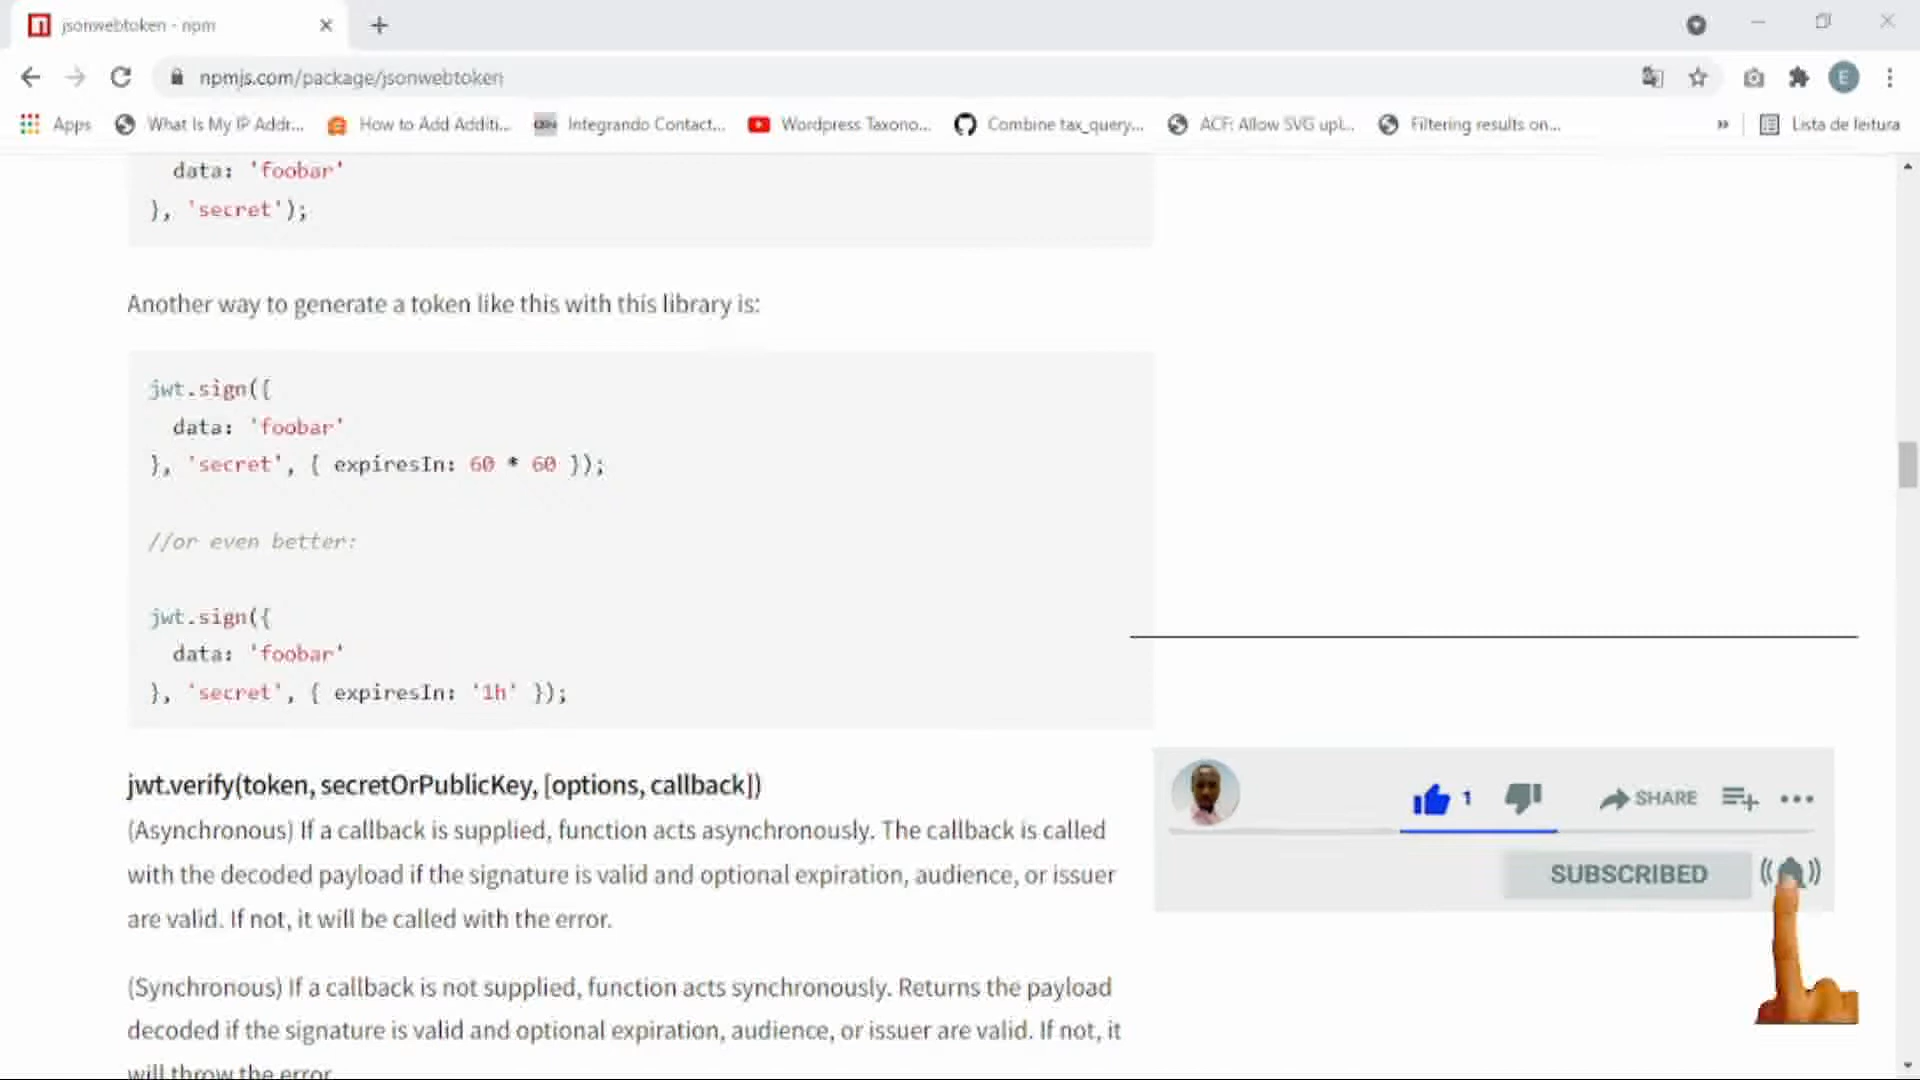 jsonwebtoken - npm
npmjs.com/package/jsonwebtoken
E
Apps
What Is My IP Addr...
How to Add Additi...
Integrando Contact...
Wordpress Taxono...
Combine tax_query...
ACF: Allow SVG upl...
Filtering results on...
»
Lista de leitura
data: 'foobar'
}, 'secret');
Another way to generate a token like this with this library is:
jwt.sign({
data: 'foobar'
}, 'secret', { expiresIn: 60 * 60 });
//or even better:
jwt.sign({
data: 'foobar'
}, 'secret', { expiresIn: '1h' });
jwt.verify(token, secretOrPublicKey, [options, callback])
(Asynchronous) If a callback is supplied, function acts asynchronously. The callback is called
with the decoded payload if the signature is valid and optional expiration, audience, or issuer
are valid. If not, it will be called with the error.
(Synchronous) If a callback is not supplied, function acts synchronously. Returns the payload
decoded if the signature is valid and optional expiration, audience, or issuer are valid. If not, it
will throw the error.
1
SHARE
SUBSCRIBED